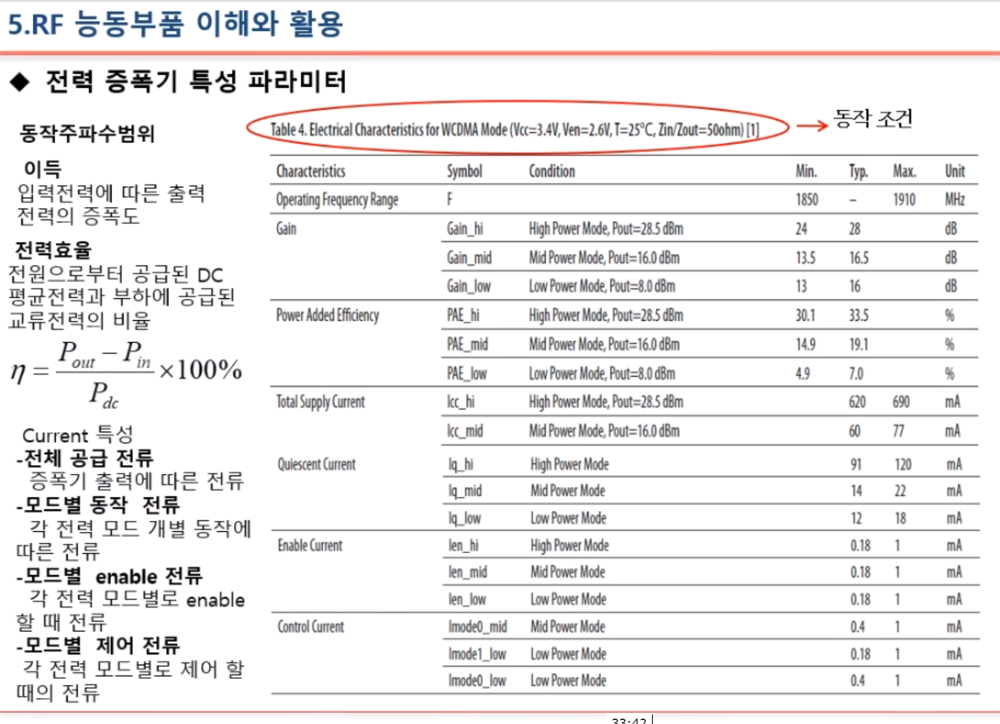 5.RF 능동부품 이해와 활용
◆ 전력 증폭기 특성 파라미터
동작주파수범위
이득
입력전력에 따른 출력
전력의 증폭도
전력효율
전원으로부터 공급된 DC
평균전력과 부하에 공급된
교류전력의 비율
η = (Pout − Pin) / Pdc ×100%
Current 특성
-전체 공급 전류
증폭기 출력에 따른 전류
-모드별 동작 전류
각 전력 모드 개별 동작에
따른 전류
-모드별 enable 전류
각 전력 모드별로 enable
할 때 전류
-모드별 제어 전류
각 전력 모드별로 제어 할
때의 전류
Table 4. Electrical Characteristics for WCDMA Mode (Vcc=3.4V, Ven=2.6V, T=25°C, Zin/Zout=50ohm) [1]
동작 조건
Characteristics Symbol Condition Min. Typ. Max. Unit
Operating Frequency Range F 1850 – 1910 MHz
Gain Gain_hi High Power Mode, Pout=28.5 dBm 24 28 dB
Gain_mid Mid Power Mode, Pout=16.0 dBm 13.5 16.5 dB
Gain_low Low Power Mode, Pout=8.0 dBm 13 16 dB
Power Added Efficiency PAE_hi High Power Mode, Pout=28.5 dBm 30.1 33.5 %
PAE_mid Mid Power Mode, Pout=16.0 dBm 14.9 19.1 %
PAE_low Low Power Mode, Pout=8.0 dBm 4.9 7.0 %
Total Supply Current Icc_hi High Power Mode, Pout=28.5 dBm 620 690 mA
Icc_mid Mid Power Mode, Pout=16.0 dBm 60 77 mA
Quiescent Current Iq_hi High Power Mode 91 120 mA
Iq_mid Mid Power Mode 14 22 mA
Iq_low Low Power Mode 12 18 mA
Enable Current Ien_hi High Power Mode 0.18 1 mA
Ien_mid Mid Power Mode 0.18 1 mA
Ien_low Low Power Mode 0.18 1 mA
Control Current Imode0_mid Mid Power Mode 0.4 1 mA
Imode1_low Low Power Mode 0.18 1 mA
Imode0_low Low Power Mode 0.4 1 mA
33:42